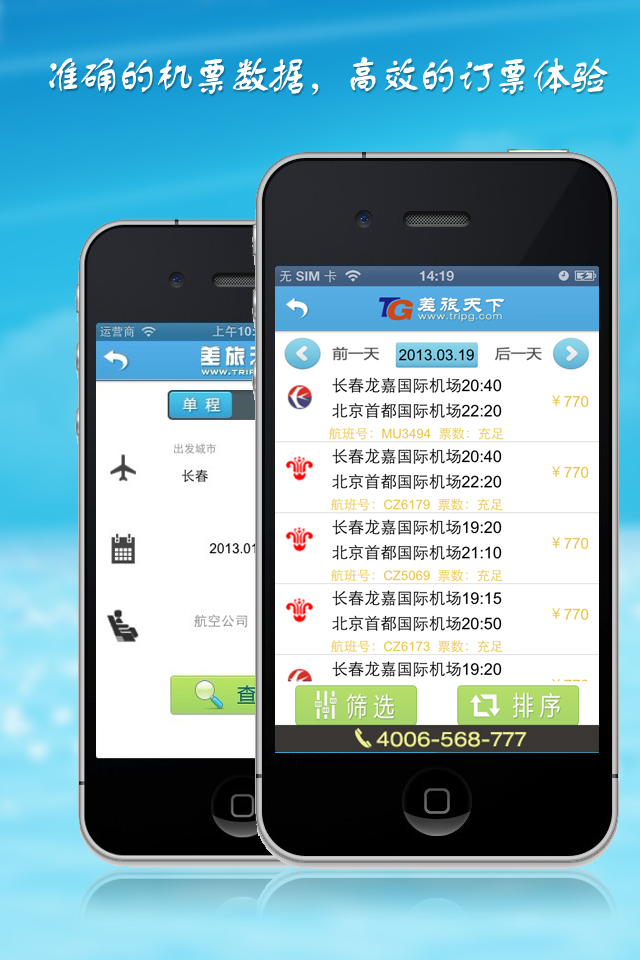 准确的机票数据，高效的订票体验
运营商 上午10:
差旅天
WWW.TRIP
单程
出发城市
长春
2013.01
航空公司
查
无 SIM 卡 14:19
TG 差旅天下
www.tripg.com
前一天 2013.03.19 后一天
长春龙嘉国际机场20:40
北京首都国际机场22:20
¥770
航班号：MU3494 票数：充足
长春龙嘉国际机场20:40
北京首都国际机场22:20
¥770
航班号：CZ6179 票数：充足
长春龙嘉国际机场19:20
北京首都国际机场21:10
¥770
航班号：CZ5069 票数：充足
长春龙嘉国际机场19:15
北京首都国际机场20:50
¥770
航班号：CZ6173 票数：充足
长春龙嘉国际机场19:20
筛选 排序
4006-568-777